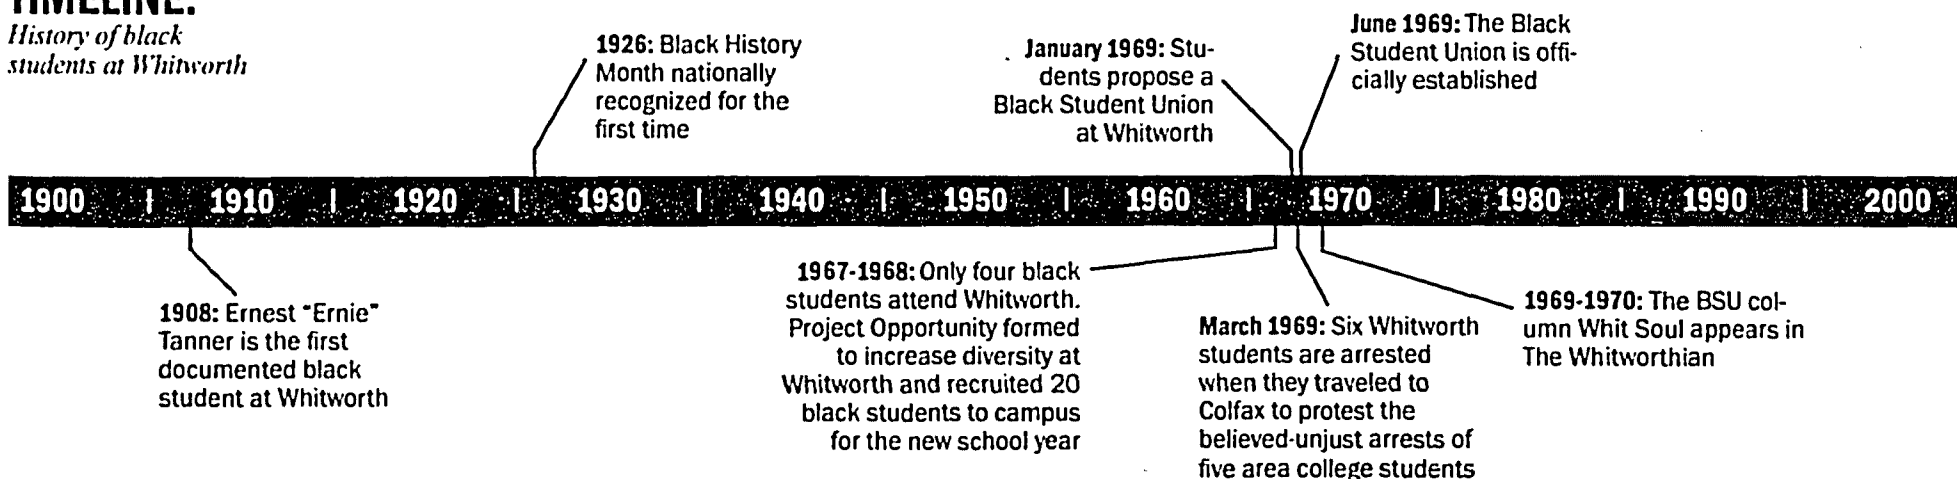 TIMELINE:
History of black
students at Whitworth
1926: Black History
Month nationally
recognized for the
first time
January 1969: Stu-
dents propose a
Black Student Union
at Whitworth
June 1969: The Black
Student Union is offi-
cially established
1900 | 1910 | 1920 | 1930 | 1940 | 1950 | 1960 | 1970 | 1980 | 1990 | 2000
1908: Ernest "Ernie"
Tanner is the first
documented black
student at Whitworth
1967-1968: Only four black
students attend Whitworth.
Project Opportunity formed
to increase diversity at
Whitworth and recruited 20
black students to campus
for the new school year
March 1969: Six Whitworth
students are arrested
when they traveled to
Colfax to protest the
believed-unjust arrests of
five area college students
1969-1970: The BSU col-
umn Whit Soul appears in
The Whitworthian